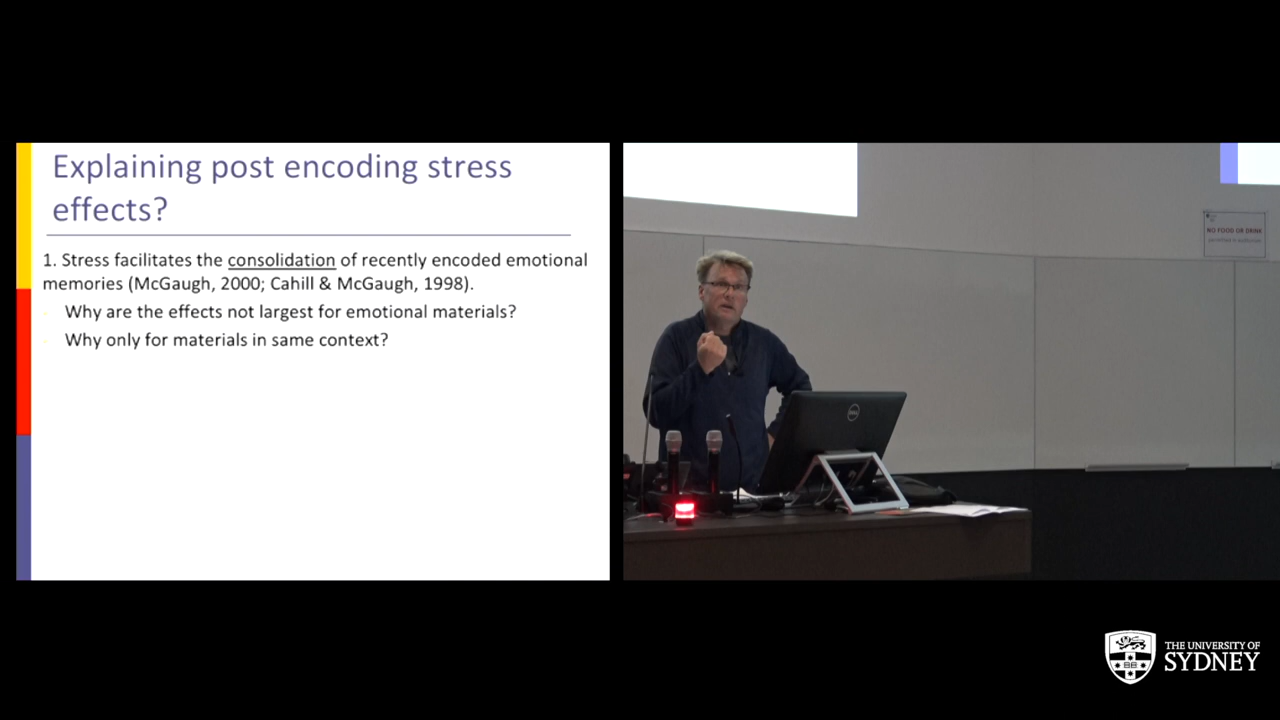 Explaining post encoding stress
effects?
1. Stress facilitates the consolidation of recently encoded emotional
memories (McGaugh, 2000; Cahill & McGaugh, 1998).
Why are the effects not largest for emotional materials?
Why only for materials in same context?
NO FOOD OR DRINK
DELL
THE UNIVERSITY OF
SYDNEY